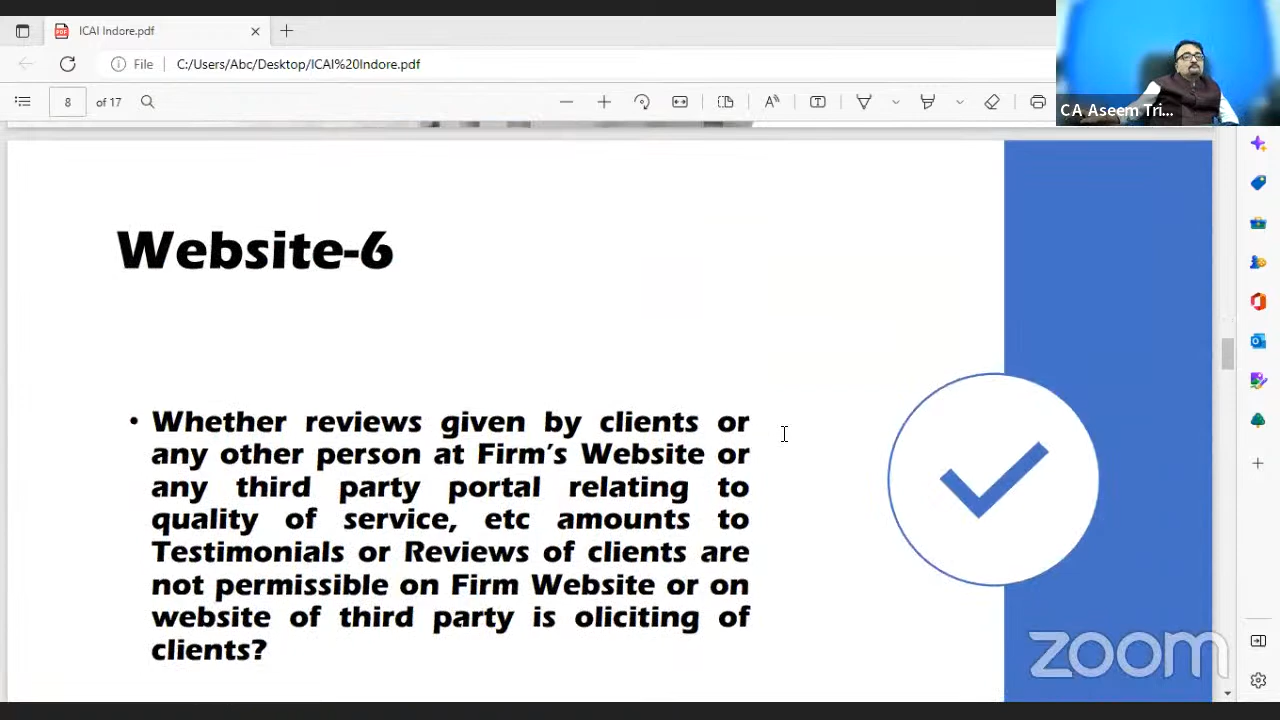 ICAI Indore.pdf
File
C:/Users/Abc/Desktop/ICAI%20Indore.pdf
8 of 17
CA Aseem Tri...
Website-6
• Whether reviews given by clients or
any other person at Firm's Website or
any third party portal relating to
quality of service, etc amounts to
Testimonials or Reviews of clients are
not permissible on Firm Website or on
website of third party is oliciting of
clients?
zoom